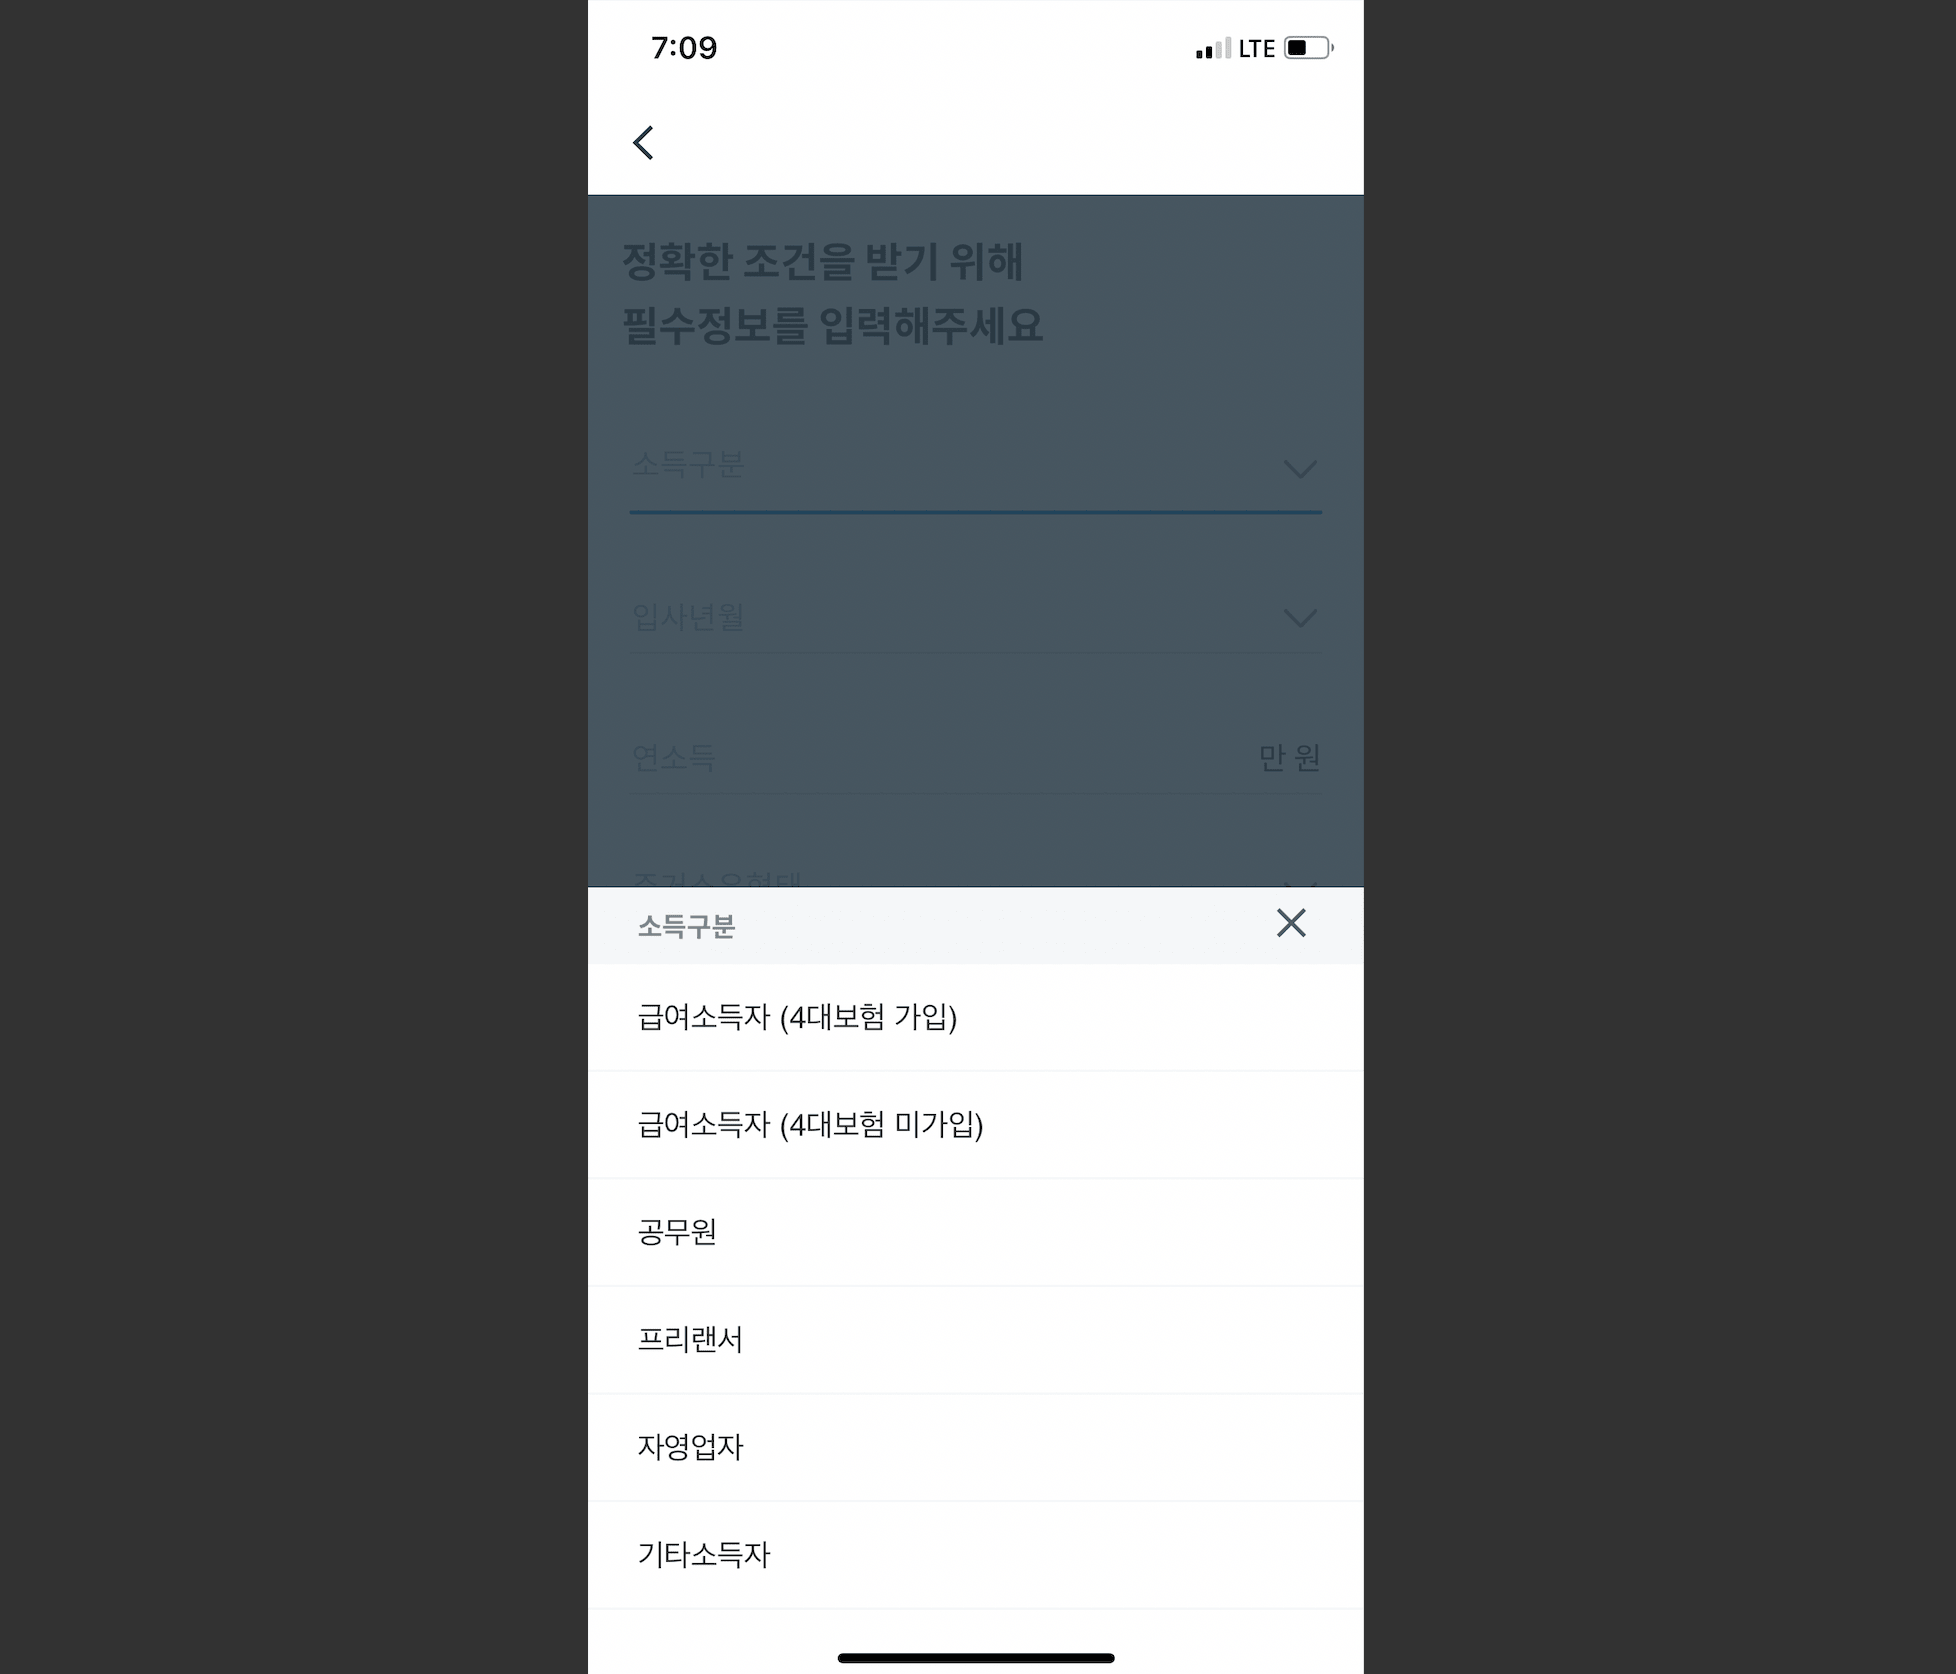 7:09
LTE
정확한 조건을 받기 위해
필수정보를 입력해주세요
소득구분
입사년월
연소득
만 원
소득구분
급여소득자 (4대보험 가입)
급여소득자 (4대보험 미가입)
공무원
프리랜서
자영업자
기타소득자